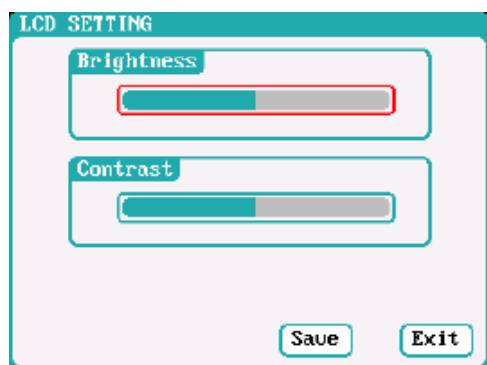 LCD SETTING
Brightness
Contrast
Save
Exit